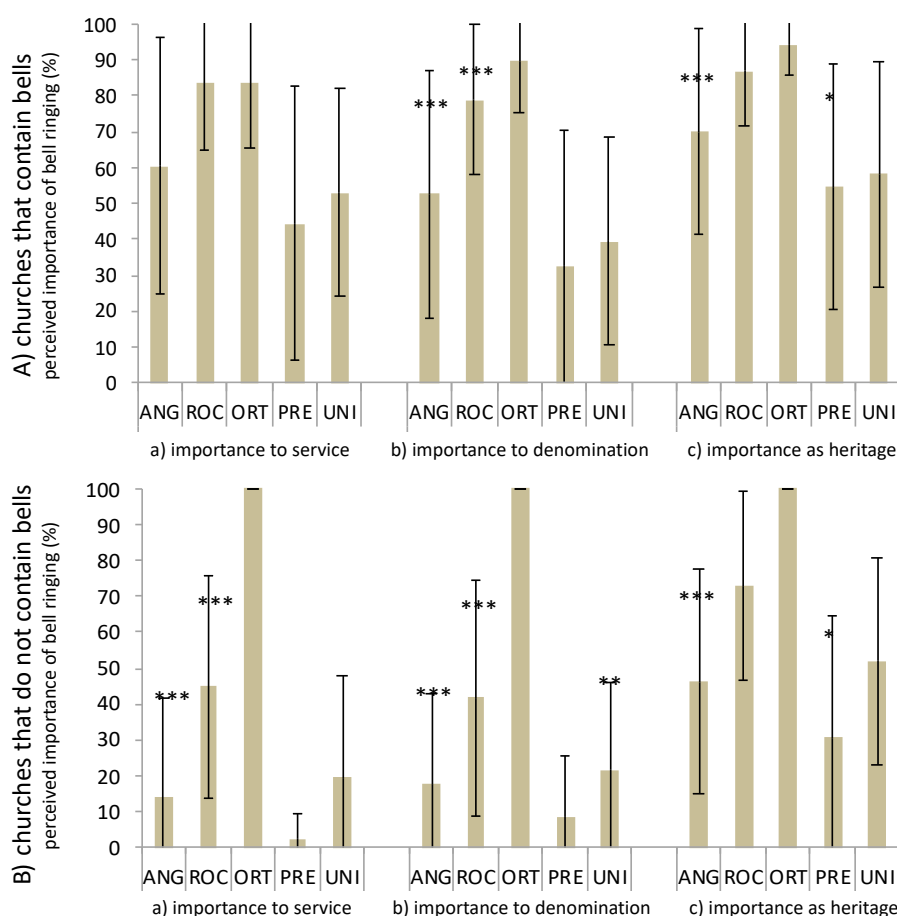 A) churches that contain bells
perceived importance of bell ringing (%)
100
90
80
70
60
50
40
30
20
10
0
*** *** *** *
ANG ROC ORT PRE UNI ANG ROC ORT PRE UNI ANG ROC ORT PRE UNI
a) importance to service b) importance to denomination c) importance as heritage
B) churches that do not contain bells
perceived importance of bell ringing (%)
100
90
80
70
60
50
40
30
20
10
0
*** *** *** *** ** *** *
ANG ROC ORT PRE UNI ANG ROC ORT PRE UNI ANG ROC ORT PRE UNI
a) importance to service b) importance to denomination c) importance as heritage